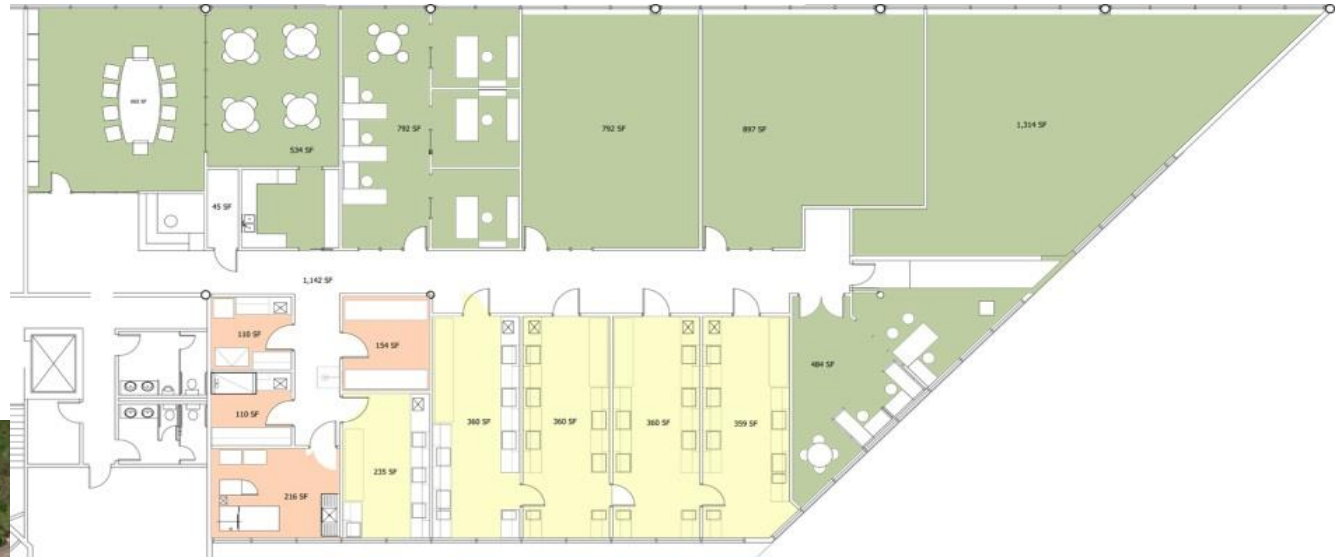 534 SF
792 SF
792 SF
897 SF
1,314 SF
45 SF
1,142 SF
110 SF
154 SF
484 SF
110 SF
360 SF
360 SF
360 SF
359 SF
235 SF
216 SF